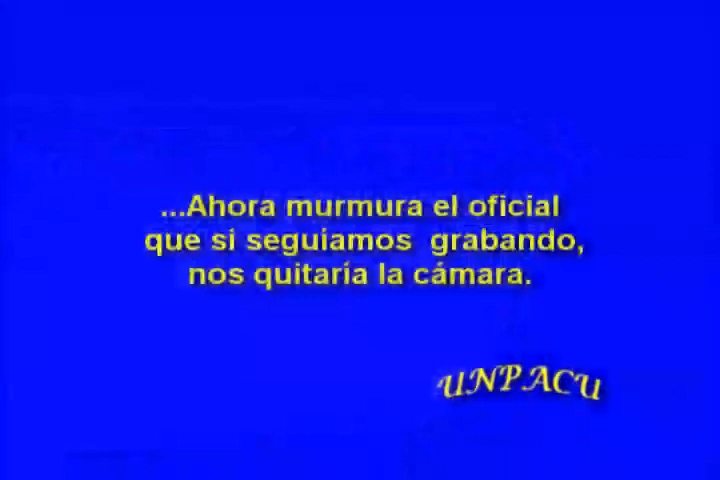 ...Ahora murmura el oficial
que si seguiamos grabando,
nos quitaría la cámara.
UNPACU